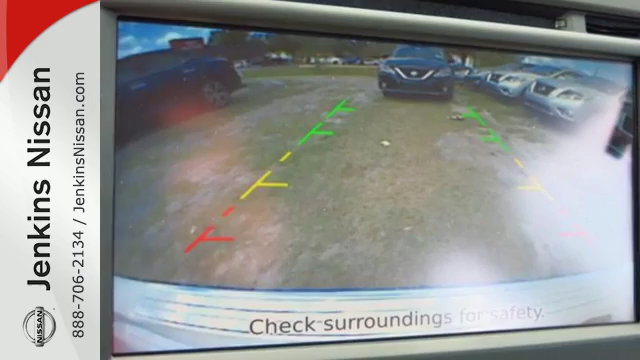 Jenkins Nissan
888-706-2134 / JenkinsNissan.com
NISSAN
Check surroundings for safety.